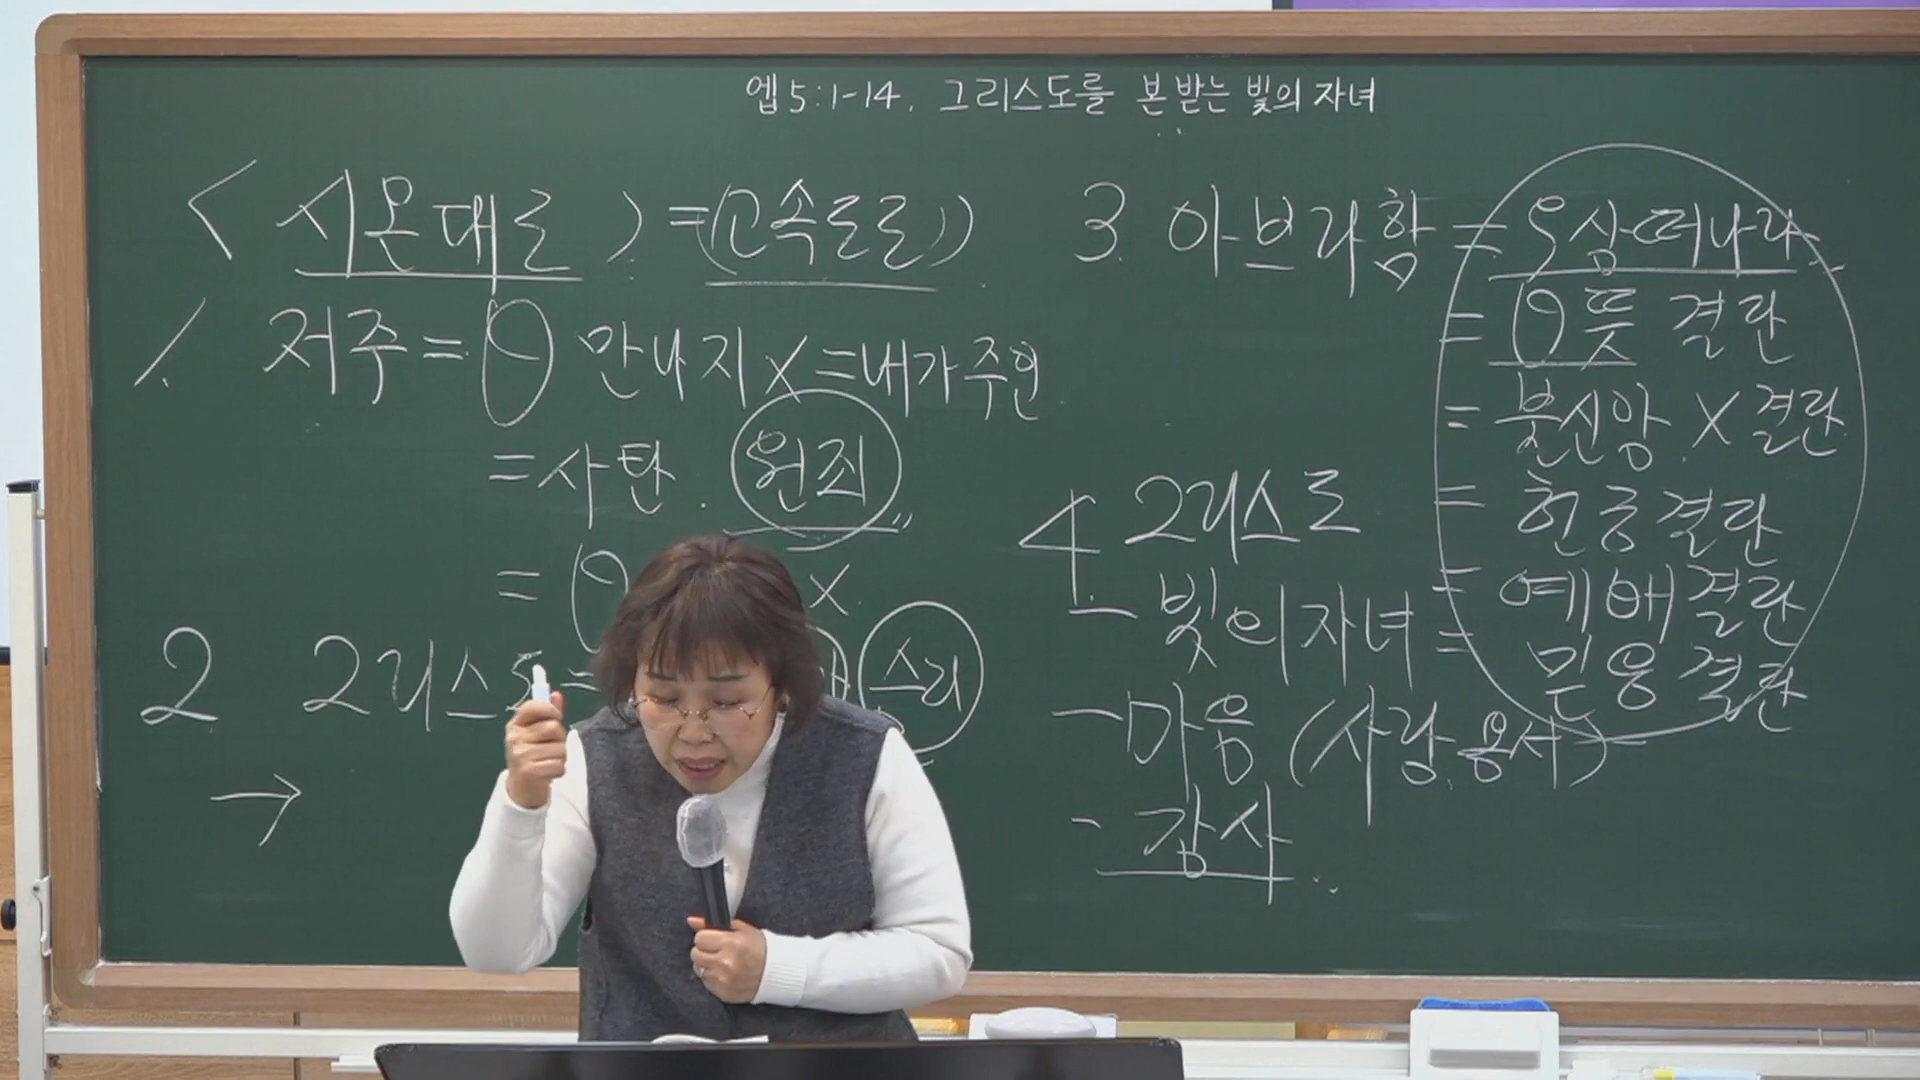 엡 5:1-14. 그리스도를 본받는 빛의 자녀
< 시온대로 > = (고속도로)
1. 저주 = 만나지 X = 내가 주인
= 사탄. 원죄
= X
2 그리스도 =
→
3. 아브라함 = 우상 떠나라
= 뜻 결단
= 불신앙 X 결단
= 헌금 결단
= 예배 결단
= 믿음 결단
4 그리스도
- 빛의 자녀
- 마음 (사랑. 용서)
- 감사